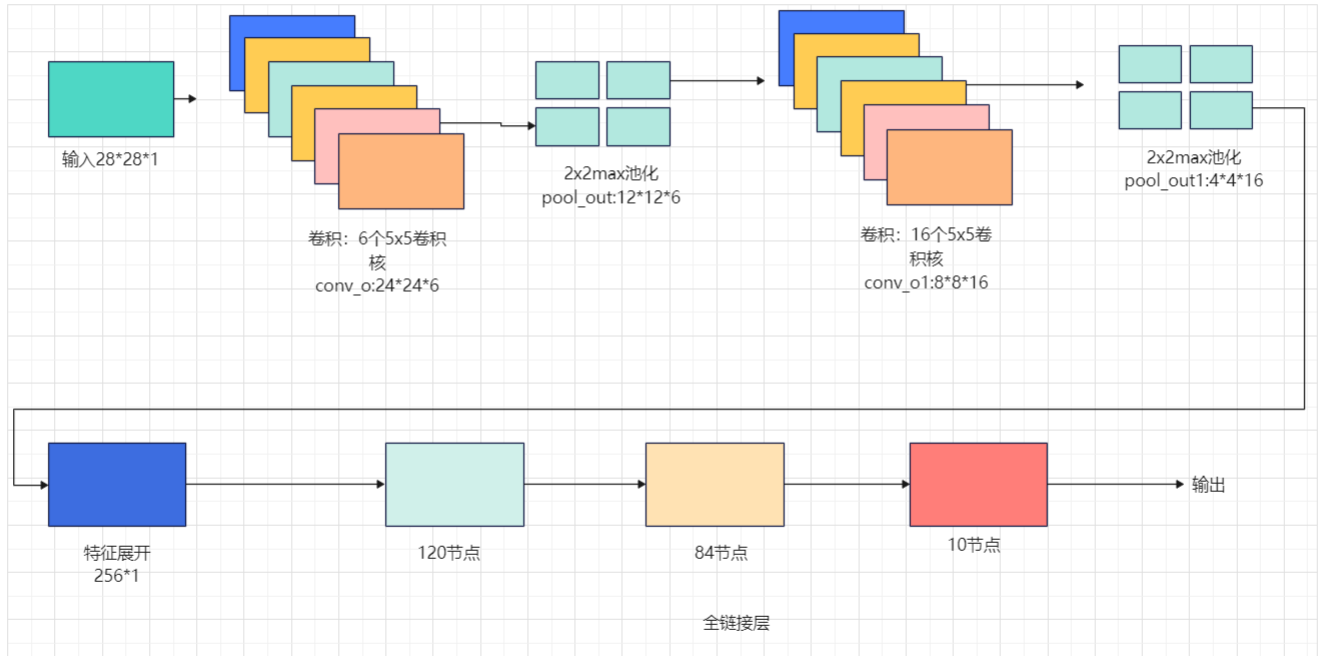 输入28*28*1
卷积：6个5x5卷积
核
conv_o:24*24*6
2x2max池化
pool_out:12*12*6
卷积：16个5x5卷
积核
conv_o1:8*8*16
2x2max池化
pool_out1:4*4*16
特征展开
256*1
120节点
84节点
10节点
输出
全链接层